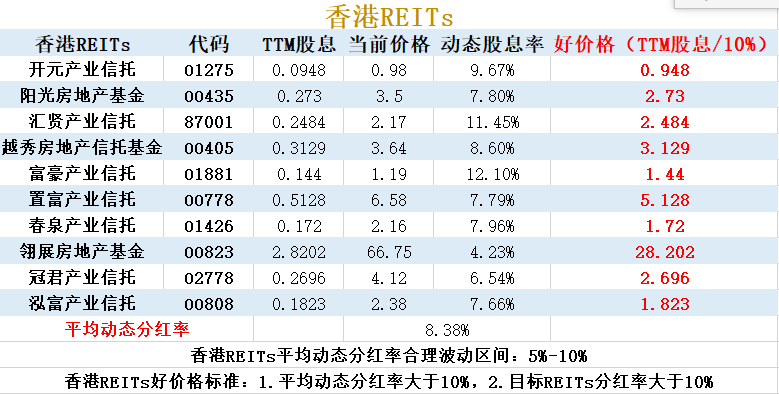 香港REITs
香港REITs 代码 TTM股息 当前价格 动态股息率 好价格（TTM股息/10%）
开元产业信托 01275 0.0948 0.98 9.67% 0.948
阳光房地产基金 00435 0.273 3.5 7.80% 2.73
汇贤产业信托 87001 0.2484 2.17 11.45% 2.484
越秀房地产信托基金 00405 0.3129 3.64 8.60% 3.129
富豪产业信托 01881 0.144 1.19 12.10% 1.44
置富产业信托 00778 0.5128 6.58 7.79% 5.128
春泉产业信托 01426 0.172 2.16 7.96% 1.72
翎展房地产基金 00823 2.8202 66.75 4.23% 28.202
冠君产业信托 02778 0.2696 4.12 6.54% 2.696
泓富产业信托 00808 0.1823 2.38 7.66% 1.823
平均动态分红率 8.38%
香港REITs平均动态分红率合理波动区间：5%-10%
香港REITs好价格标准：1.平均动态分红率大于10%，2.目标REITs分红率大于10%